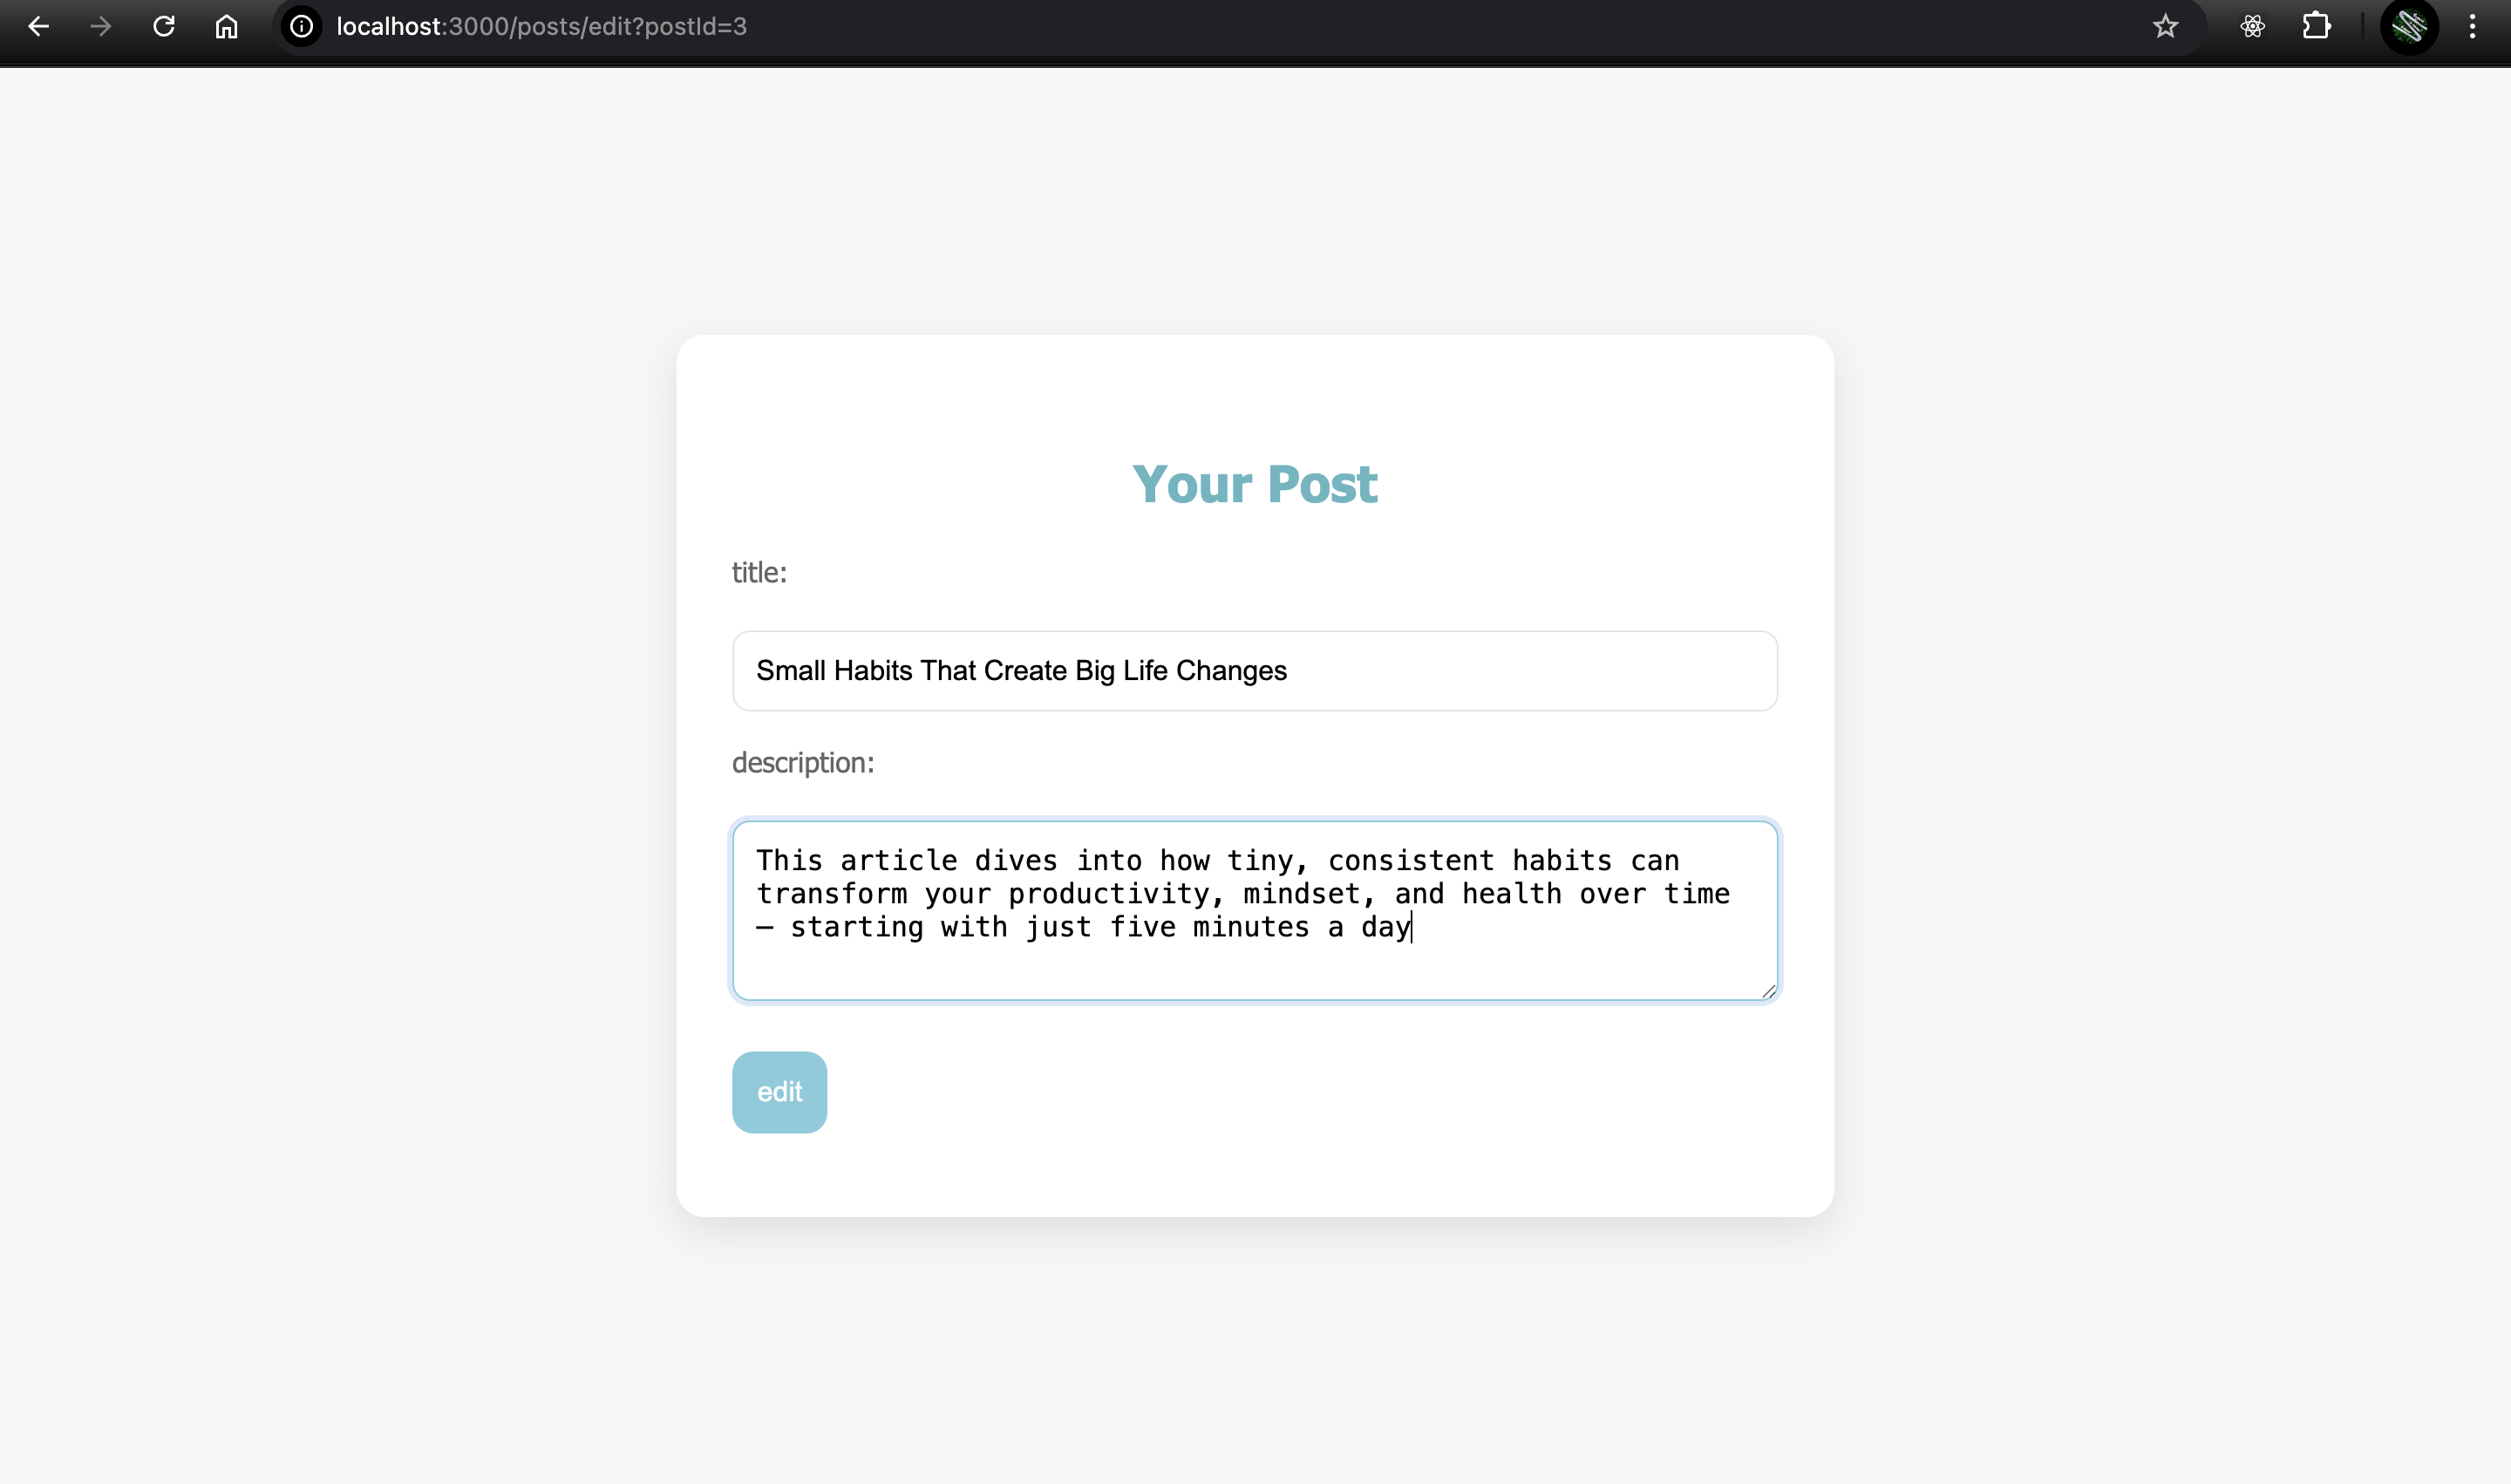 localhost:3000/posts/edit?postId=3
Your Post
title:
Small Habits That Create Big Life Changes
description:
This article dives into how tiny, consistent habits can
transform your productivity, mindset, and health over time
— starting with just five minutes a day
edit